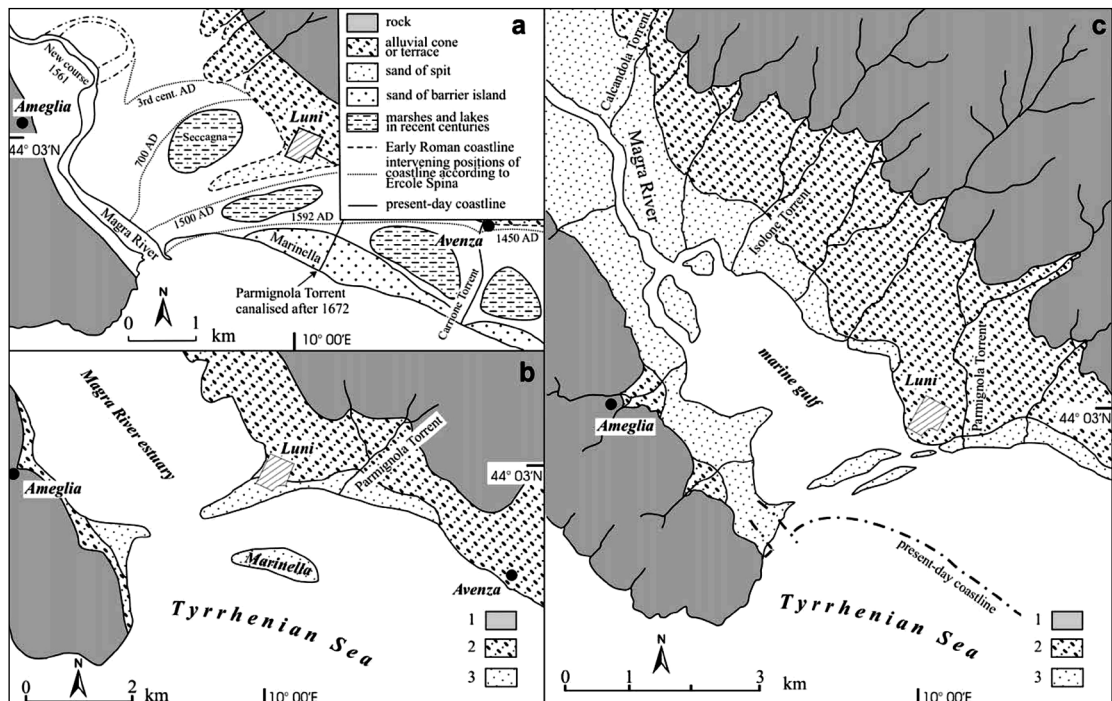 a
New course
1561
Ameglia
44° 03'N
3rd cent. AD
700 AD
Seccagna
Luni
1500 AD
1592 AD
Magra River
Marinella
Avenza
1450 AD
Parmignola Torrent
canalised after 1672
Carrione Torrent
N
0 1
km
10° 00'E
rock
alluvial cone
or terrace
sand of spit
sand of barrier island
marshes and lakes
in recent centuries
Early Roman coastline
intervening positions of
coastline according to
Ercole Spina
present-day coastline
b
Magra River estuary
Luni
Parmignola Torrent
44° 03'N
Ameglia
Marinella
Avenza
Tyrrhenian Sea
1
2
3
N
0 2
km
10° 00'E
c
Calcandola Torrent
Magra River
Isolone Torrent
marine gulf
Luni
Parmignola Torrent
44° 03'N
Ameglia
present-day
coastline
Tyrrhenian Sea
1
2
3
N
0 1 3
km
10° 00'E